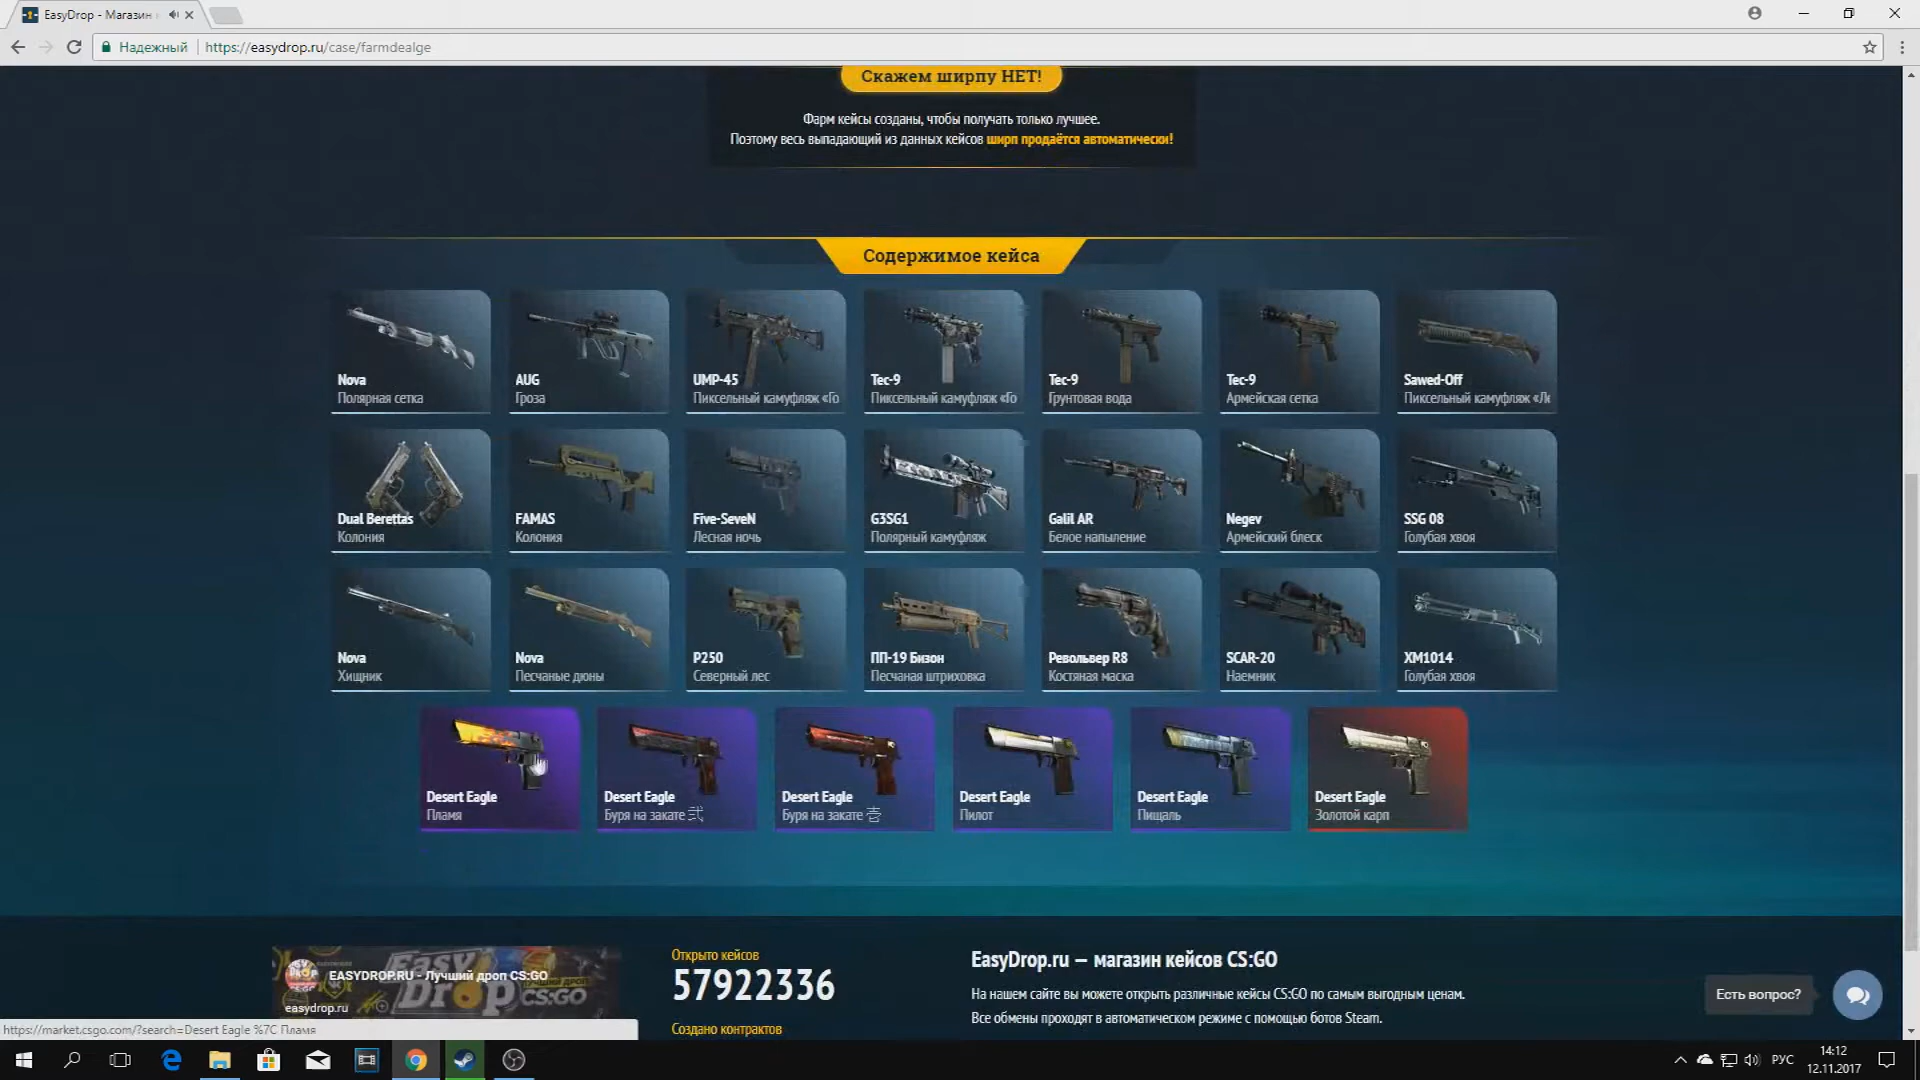 EasyDrop - Магазин
Надежный
https://easydrop.ru/case/farmdealge
Скажем ширпу НЕТ!
Фарм кейсы созданы, чтобы получать только лучшее.
Поэтому весь выпадающий из данных кейсов ширп продаётся автоматически!
Содержимое кейса
Nova
Полярная сетка
AUG
Гроза
UMP-45
Пиксельный камуфляж «Го
Tec-9
Пиксельный камуфляж «Го
Tec-9
Грунтовая вода
Tec-9
Армейская сетка
Sawed-Off
Пиксельный камуфляж «Ле
Dual Berettas
Колония
FAMAS
Колония
Five-SeveN
Лесная ночь
G3SG1
Полярный камуфляж
Galil AR
Белое напыление
Negev
Армейский блеск
SSG 08
Голубая хвоя
Nova
Хищник
Nova
Песчаные дюны
P250
Северный лес
ПП-19 Бизон
Песчаная штриховка
Револьвер R8
Костяная маска
SCAR-20
Наемник
XM1014
Голубая хвоя
Desert Eagle
Пламя
Desert Eagle
Буря на закате 弐
Desert Eagle
Буря на закате 壱
Desert Eagle
Пилот
Desert Eagle
Пищаль
Desert Eagle
Золотой карп
EASYDROP.RU - Лучший дроп CS:GO
easydrop.ru
Открыто кейсов
57922336
Создано контрактов
EasyDrop.ru — магазин кейсов CS:GO
На нашем сайте вы можете открыть различные кейсы CS:GO по самым выгодным ценам.
Все обмены проходят в автоматическом режиме с помощью ботов Steam.
Есть вопрос?
https://market.csgo.com/?search=Desert Eagle %7C Пламя
РУС
14:12
12.11.2017